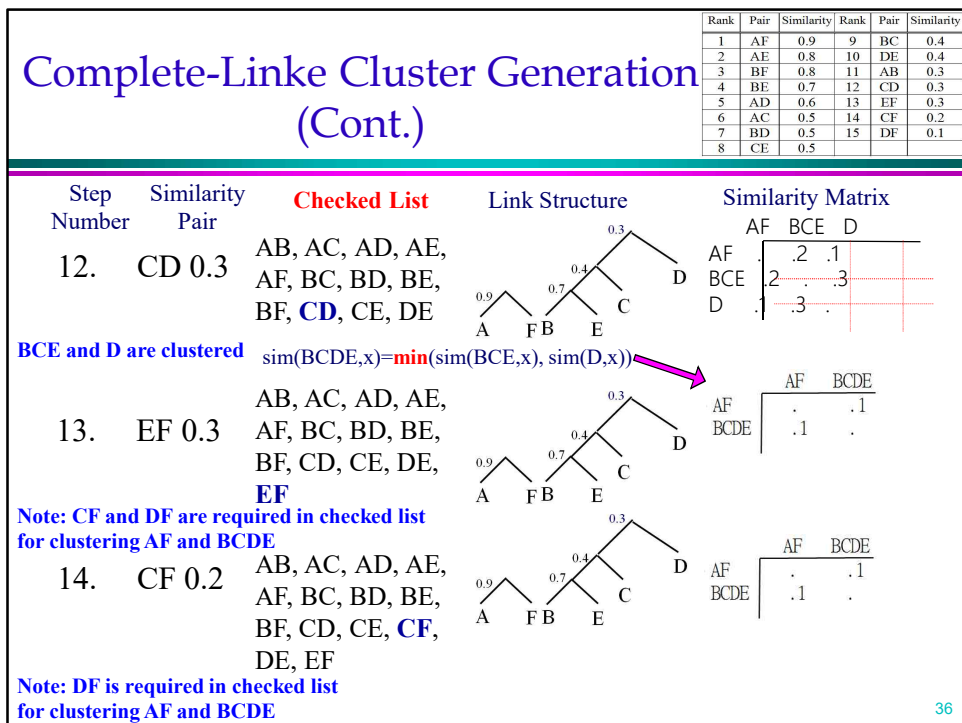 Complete-Linke Cluster Generation
(Cont.)
Rank Pair Similarity Rank Pair Similarity
1 AF 0.9 9 BC 0.4
2 AE 0.8 10 DE 0.4
3 BF 0.8 11 AB 0.3
4 BE 0.7 12 CD 0.3
5 AD 0.6 13 EF 0.3
6 AC 0.5 14 CF 0.2
7 BD 0.5 15 DF 0.1
8 CE 0.5
Step Number
Similarity Pair
Checked List
Link Structure
Similarity Matrix
12. CD 0.3
AB, AC, AD, AE,
AF, BC, BD, BE,
BF, CD, CE, DE
0.3
0.4
0.7
0.9
D
C
A F B E
AF BCE D
AF . .2 .1
BCE .2 . .3
D .1 .3 .
BCE and D are clustered
sim(BCDE,x)=min(sim(BCE,x), sim(D,x))
13. EF 0.3
AB, AC, AD, AE,
AF, BC, BD, BE,
BF, CD, CE, DE,
EF
0.3
0.4
0.7
0.9
D
C
A F B E
AF BCDE
AF . .1
BCDE .1 .
Note: CF and DF are required in checked list
for clustering AF and BCDE
14. CF 0.2
AB, AC, AD, AE,
AF, BC, BD, BE,
BF, CD, CE, CF,
DE, EF
0.3
0.4
0.7
0.9
D
C
A F B E
AF BCDE
AF . .1
BCDE .1 .
Note: DF is required in checked list
for clustering AF and BCDE
36